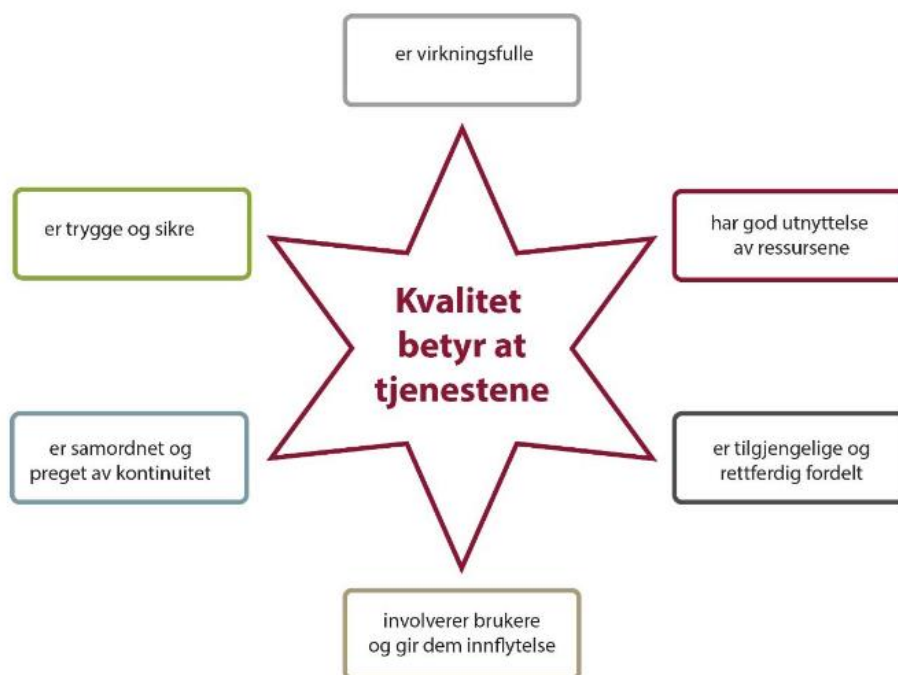 er virkningsfulle
er trygge og sikre
har god utnyttelse
av ressursene
Kvalitet
betyr at
tjenestene
er samordnet og
preget av kontinuitet
er tilgjengelige og
rettferdig fordelt
involverer brukere
og gir dem innflytelse